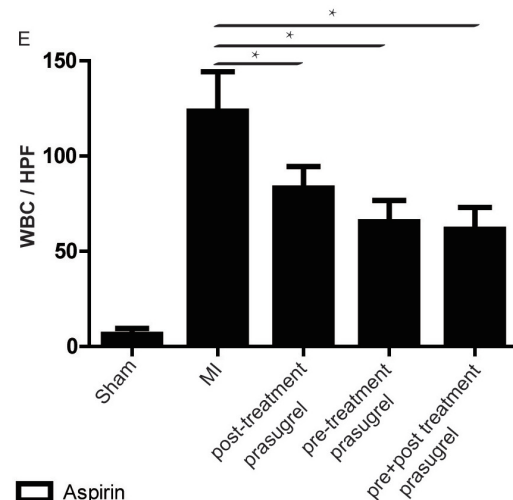 E
*
*
*
150
100
50
0
WBC / HPF
Sham
MI
post-treatment
prasugrel
pre-treatment
prasugrel
pre+post treatment
prasugrel
Aspirin